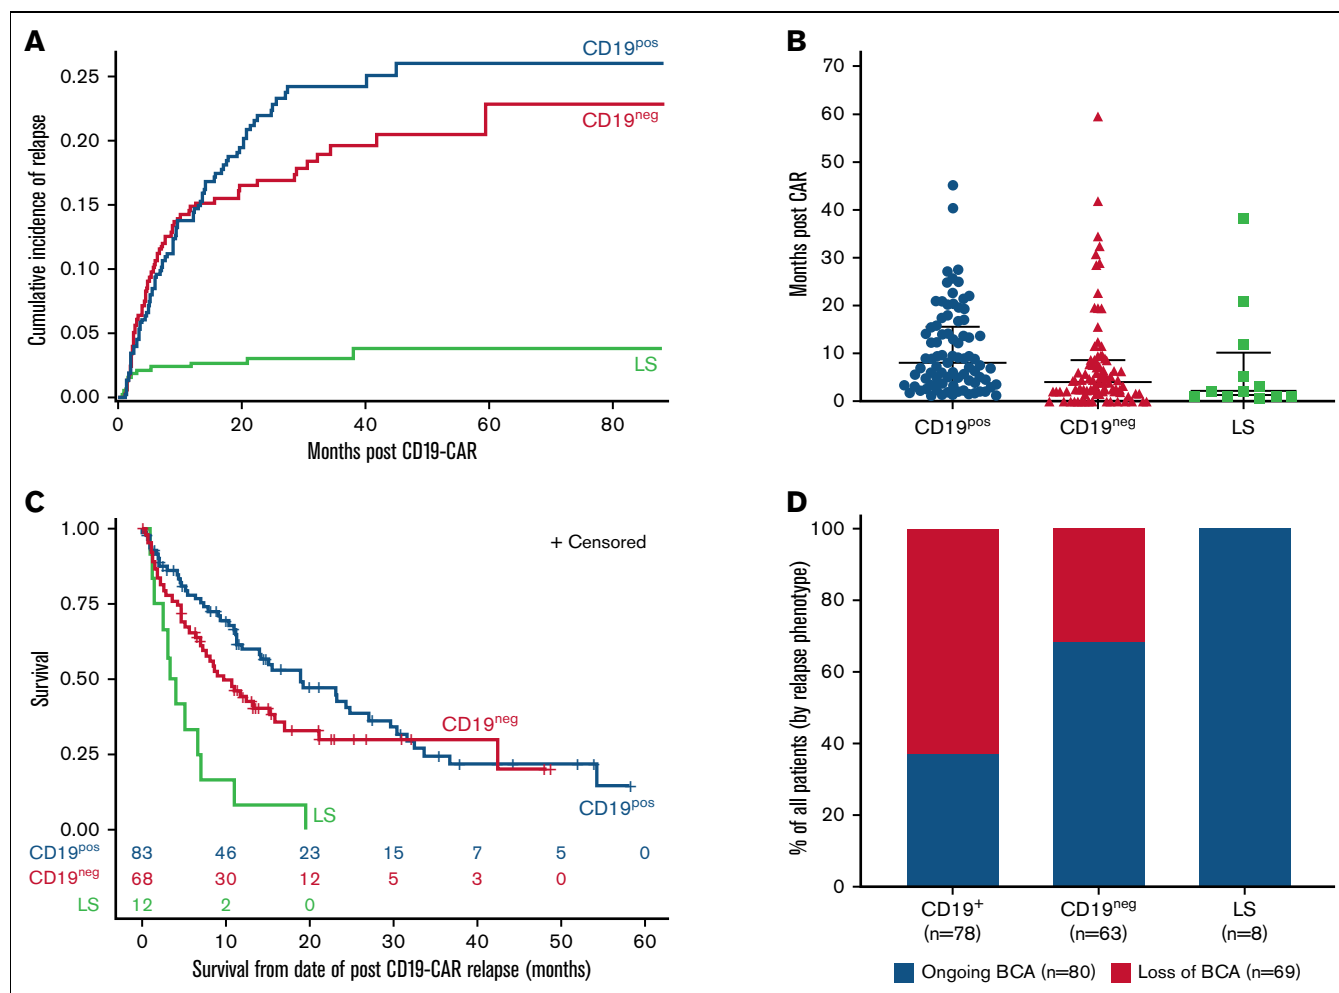 A
CD19pos
0.25
0.20
0.15
0.10
0.05
0.00
Cumulative incidence of relapse
CD19neg
LS
0 20 40 60 80
Months post CD19-CAR
B
70
60
50
40
30
20
10
0
Months post CAR
CD19pos CD19neg LS
C
1.00
0.75
0.50
0.25
0.00
Survival
+ Censored
CD19neg
CD19pos
LS
CD19pos 83 46 23 15 7 5 0
CD19neg 68 30 12 5 3 0
LS 12 2 0
0 10 20 30 40 50 60
Survival from date of post CD19-CAR relapse (months)
D
100
80
60
40
20
0
% of all patients (by relapse phenotype)
CD19+ CD19neg LS
(n=78) (n=63) (n=8)
Ongoing BCA (n=80) Loss of BCA (n=69)